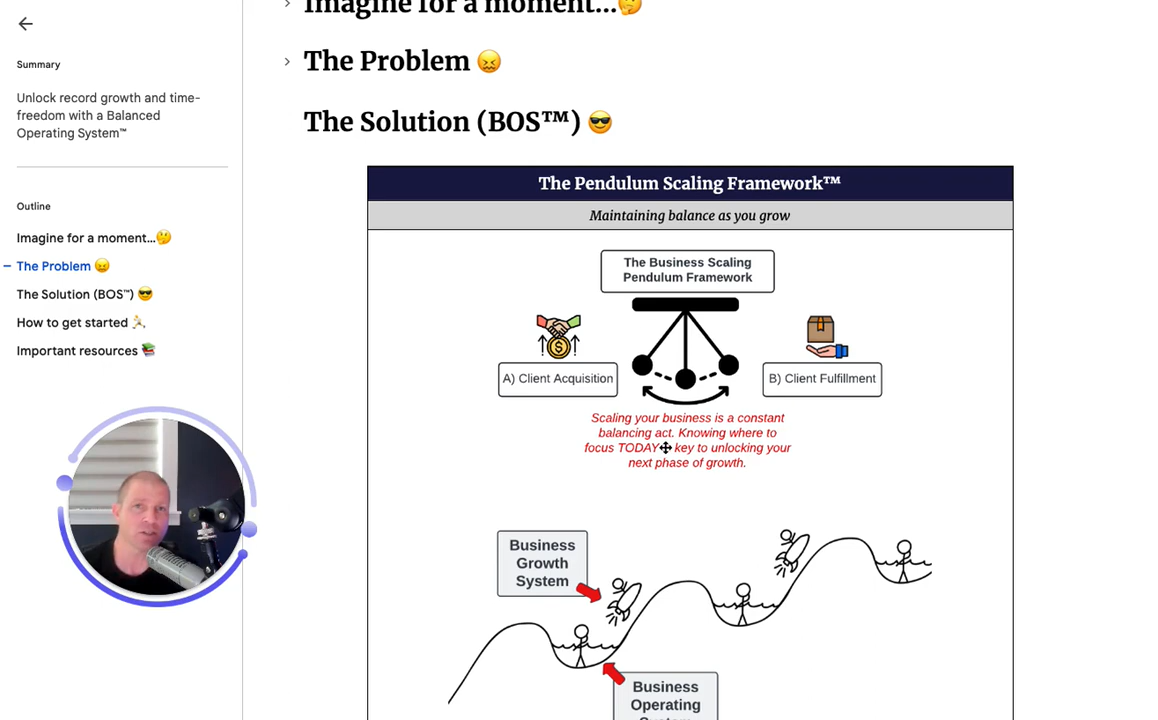 Summary
Unlock record growth and time-
freedom with a Balanced
Operating System™
Outline
Imagine for a moment...🤔
The Problem 😖
The Solution (BOS™) 😎
How to get started 🏃
Important resources 📚
Imagine for a moment...🤔
The Problem 😖
The Solution (BOS™) 😎
The Pendulum Scaling Framework™
Maintaining balance as you grow
The Business Scaling
Pendulum Framework
A) Client Acquisition
B) Client Fulfillment
Scaling your business is a constant
balancing act. Knowing where to
focus TODAY key to unlocking your
next phase of growth.
Business
Growth
System
Business
Operating